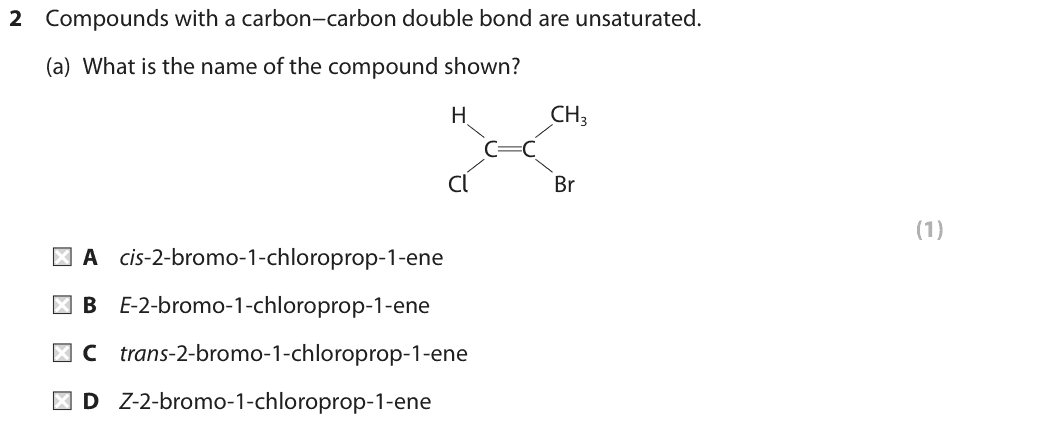 2 Compounds with a carbon–carbon double bond are unsaturated.
(a) What is the name of the compound shown?
H CH₃
C=C
Cl Br
(1)
A cis-2-bromo-1-chloroprop-1-ene
B E-2-bromo-1-chloroprop-1-ene
C trans-2-bromo-1-chloroprop-1-ene
D Z-2-bromo-1-chloroprop-1-ene